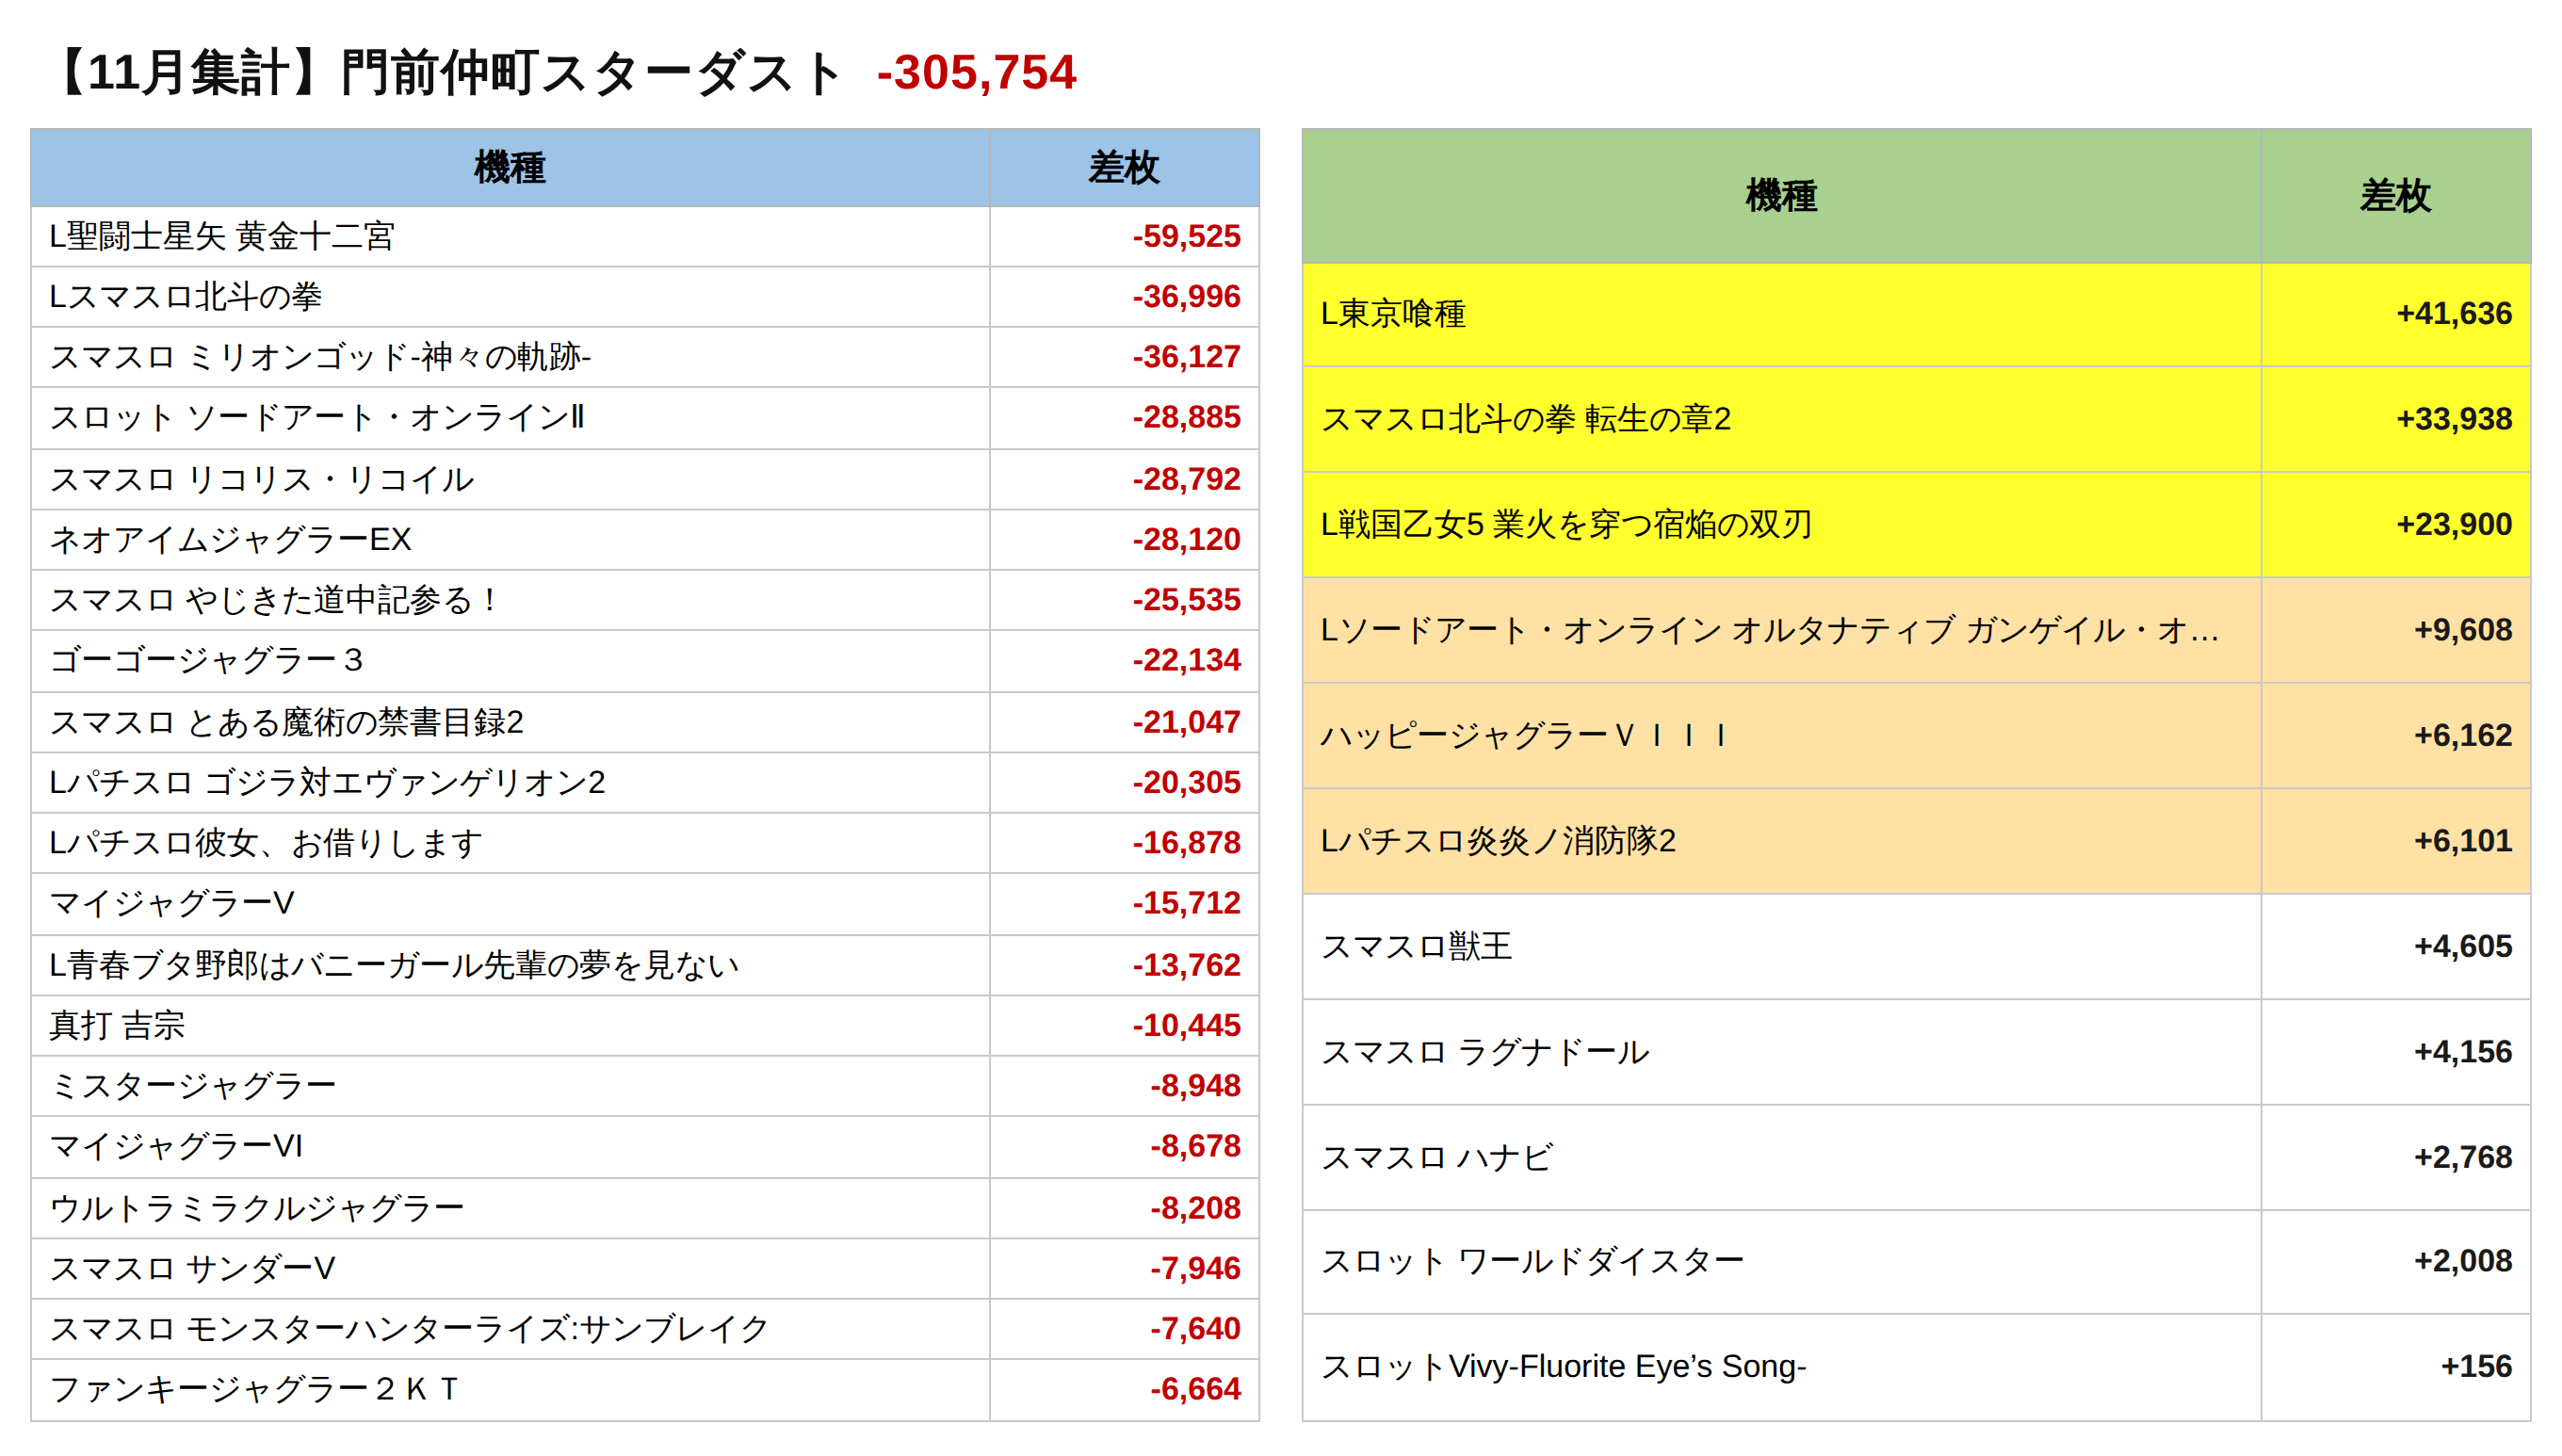 【11月集計】門前仲町スターダスト -305,754
機種 差枚
L聖闘士星矢 黄金十二宮 -59,525
Lスマスロ北斗の拳 -36,996
スマスロ ミリオンゴッド-神々の軌跡- -36,127
スロット ソードアート・オンラインⅡ -28,885
スマスロ リコリス・リコイル -28,792
ネオアイムジャグラーEX -28,120
スマスロ やじきた道中記参る！ -25,535
ゴーゴージャグラー３ -22,134
スマスロ とある魔術の禁書目録2 -21,047
Lパチスロ ゴジラ対エヴァンゲリオン2 -20,305
Lパチスロ彼女、お借りします -16,878
マイジャグラーV -15,712
L青春ブタ野郎はバニーガール先輩の夢を見ない -13,762
真打 吉宗 -10,445
ミスタージャグラー -8,948
マイジャグラーVI -8,678
ウルトラミラクルジャグラー -8,208
スマスロ サンダーV -7,946
スマスロ モンスターハンターライズ:サンブレイク -7,640
ファンキージャグラー２ＫＴ -6,664
機種 差枚
L東京喰種 +41,636
スマスロ北斗の拳 転生の章2 +33,938
L戦国乙女5 業火を穿つ宿焔の双刃 +23,900
Lソードアート・オンライン オルタナティブ ガンゲイル・オ… +9,608
ハッピージャグラーＶＩＩＩ +6,162
Lパチスロ炎炎ノ消防隊2 +6,101
スマスロ獣王 +4,605
スマスロ ラグナドール +4,156
スマスロ ハナビ +2,768
スロット ワールドダイスター +2,008
スロットVivy-Fluorite Eye’s Song- +156